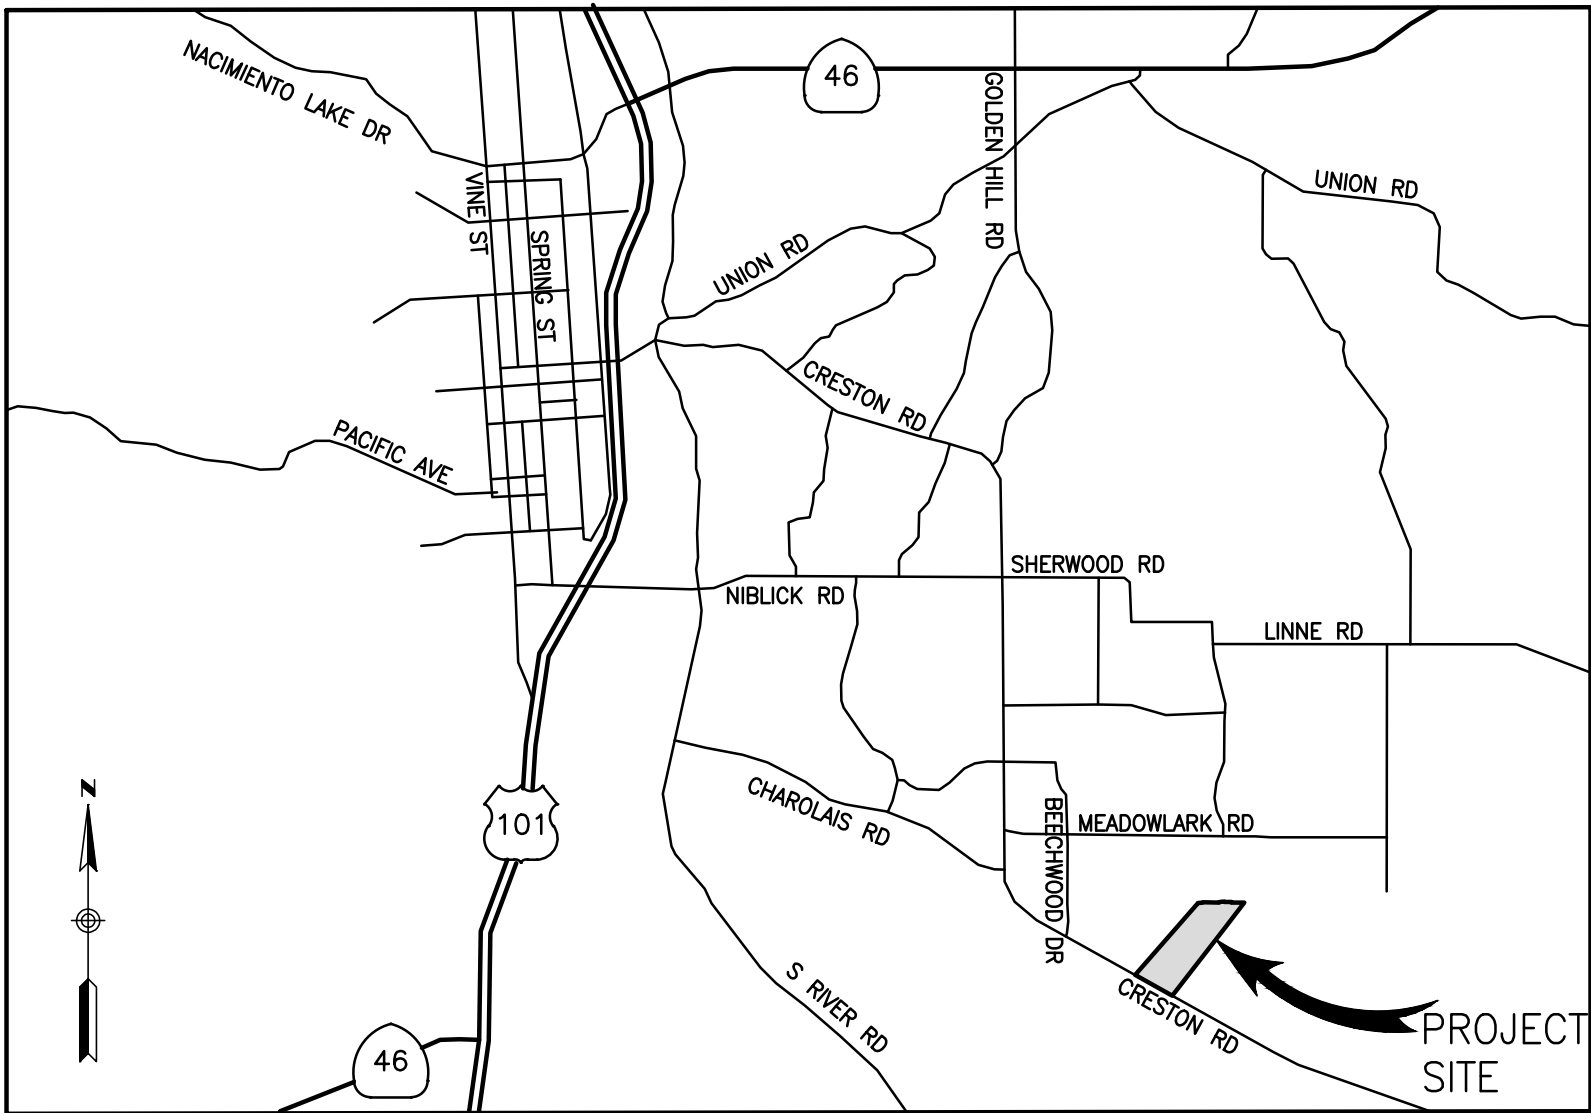 NACIMIENTO LAKE DR
46
GOLDEN HILL RD
UNION RD
VINE ST
SPRING ST
UNION RD
CRESTON RD
PACIFIC AVE
SHERWOOD RD
NIBLICK RD
LINNE RD
N
101
CHAROLAIS RD
BEECHWOOD DR
MEADOWLARK RD
S RIVER RD
CRESTON RD
PROJECT
SITE
46